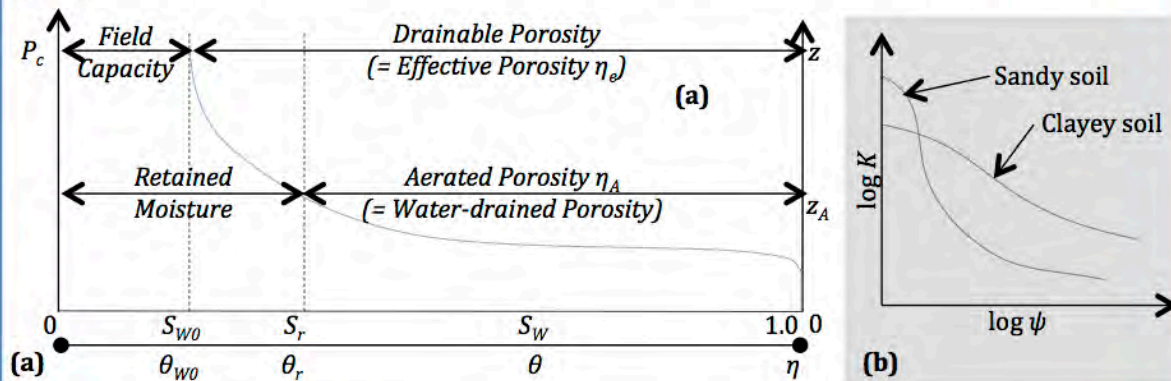 Field
Capacity
Drainable Porosity
(= Effective Porosity η_e)
P_c
z
(a)
Retained
Moisture
Aerated Porosity η_A
(= Water-drained Porosity)
z_A
0 S_W0 S_r S_W 1.0 0
(a) θ_W0 θ_r θ η
Sandy soil
Clayey soil
log K
log ψ
(b)